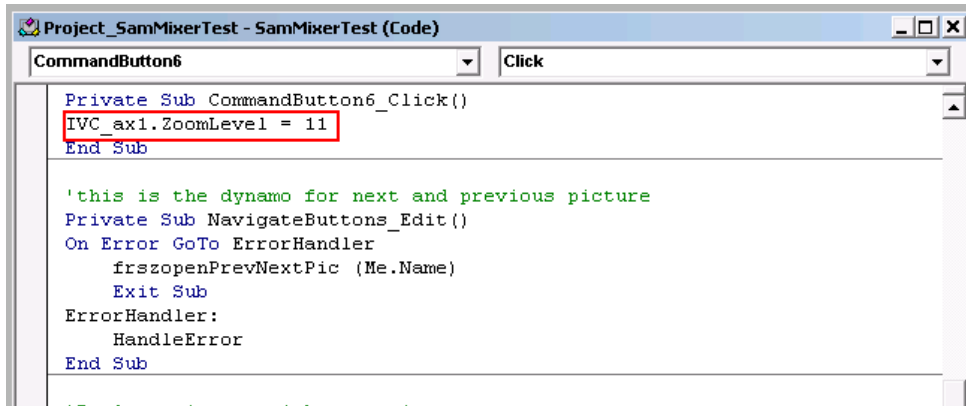 Project_SamMixerTest - SamMixerTest (Code)
CommandButton6 Click
Private Sub CommandButton6_Click()
IVC_ax1.ZoomLevel = 11
End Sub
'this is the dynamo for next and previous picture
Private Sub NavigateButtons_Edit()
On Error GoTo ErrorHandler
frszopenPrevNextPic (Me.Name)
Exit Sub
ErrorHandler:
HandleError
End Sub